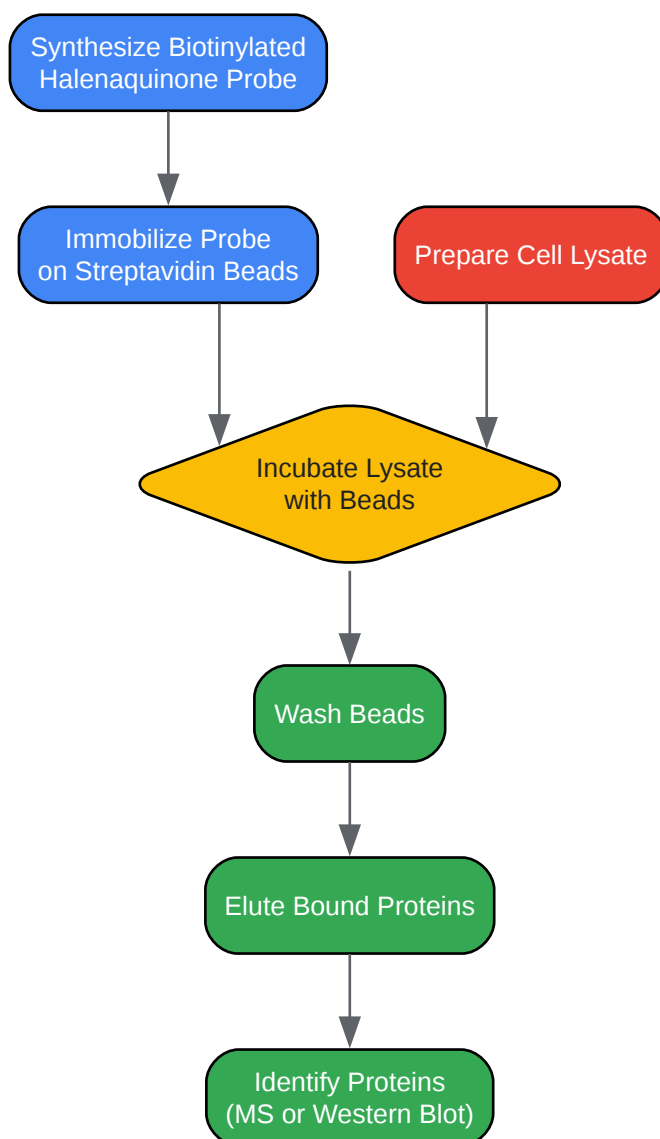 Synthesize Biotinylated
Halenaquinone Probe
Immobilize Probe
on Streptavidin Beads
Prepare Cell Lysate
Incubate Lysate
with Beads
Wash Beads
Elute Bound Proteins
Identify Proteins
(MS or Western Blot)